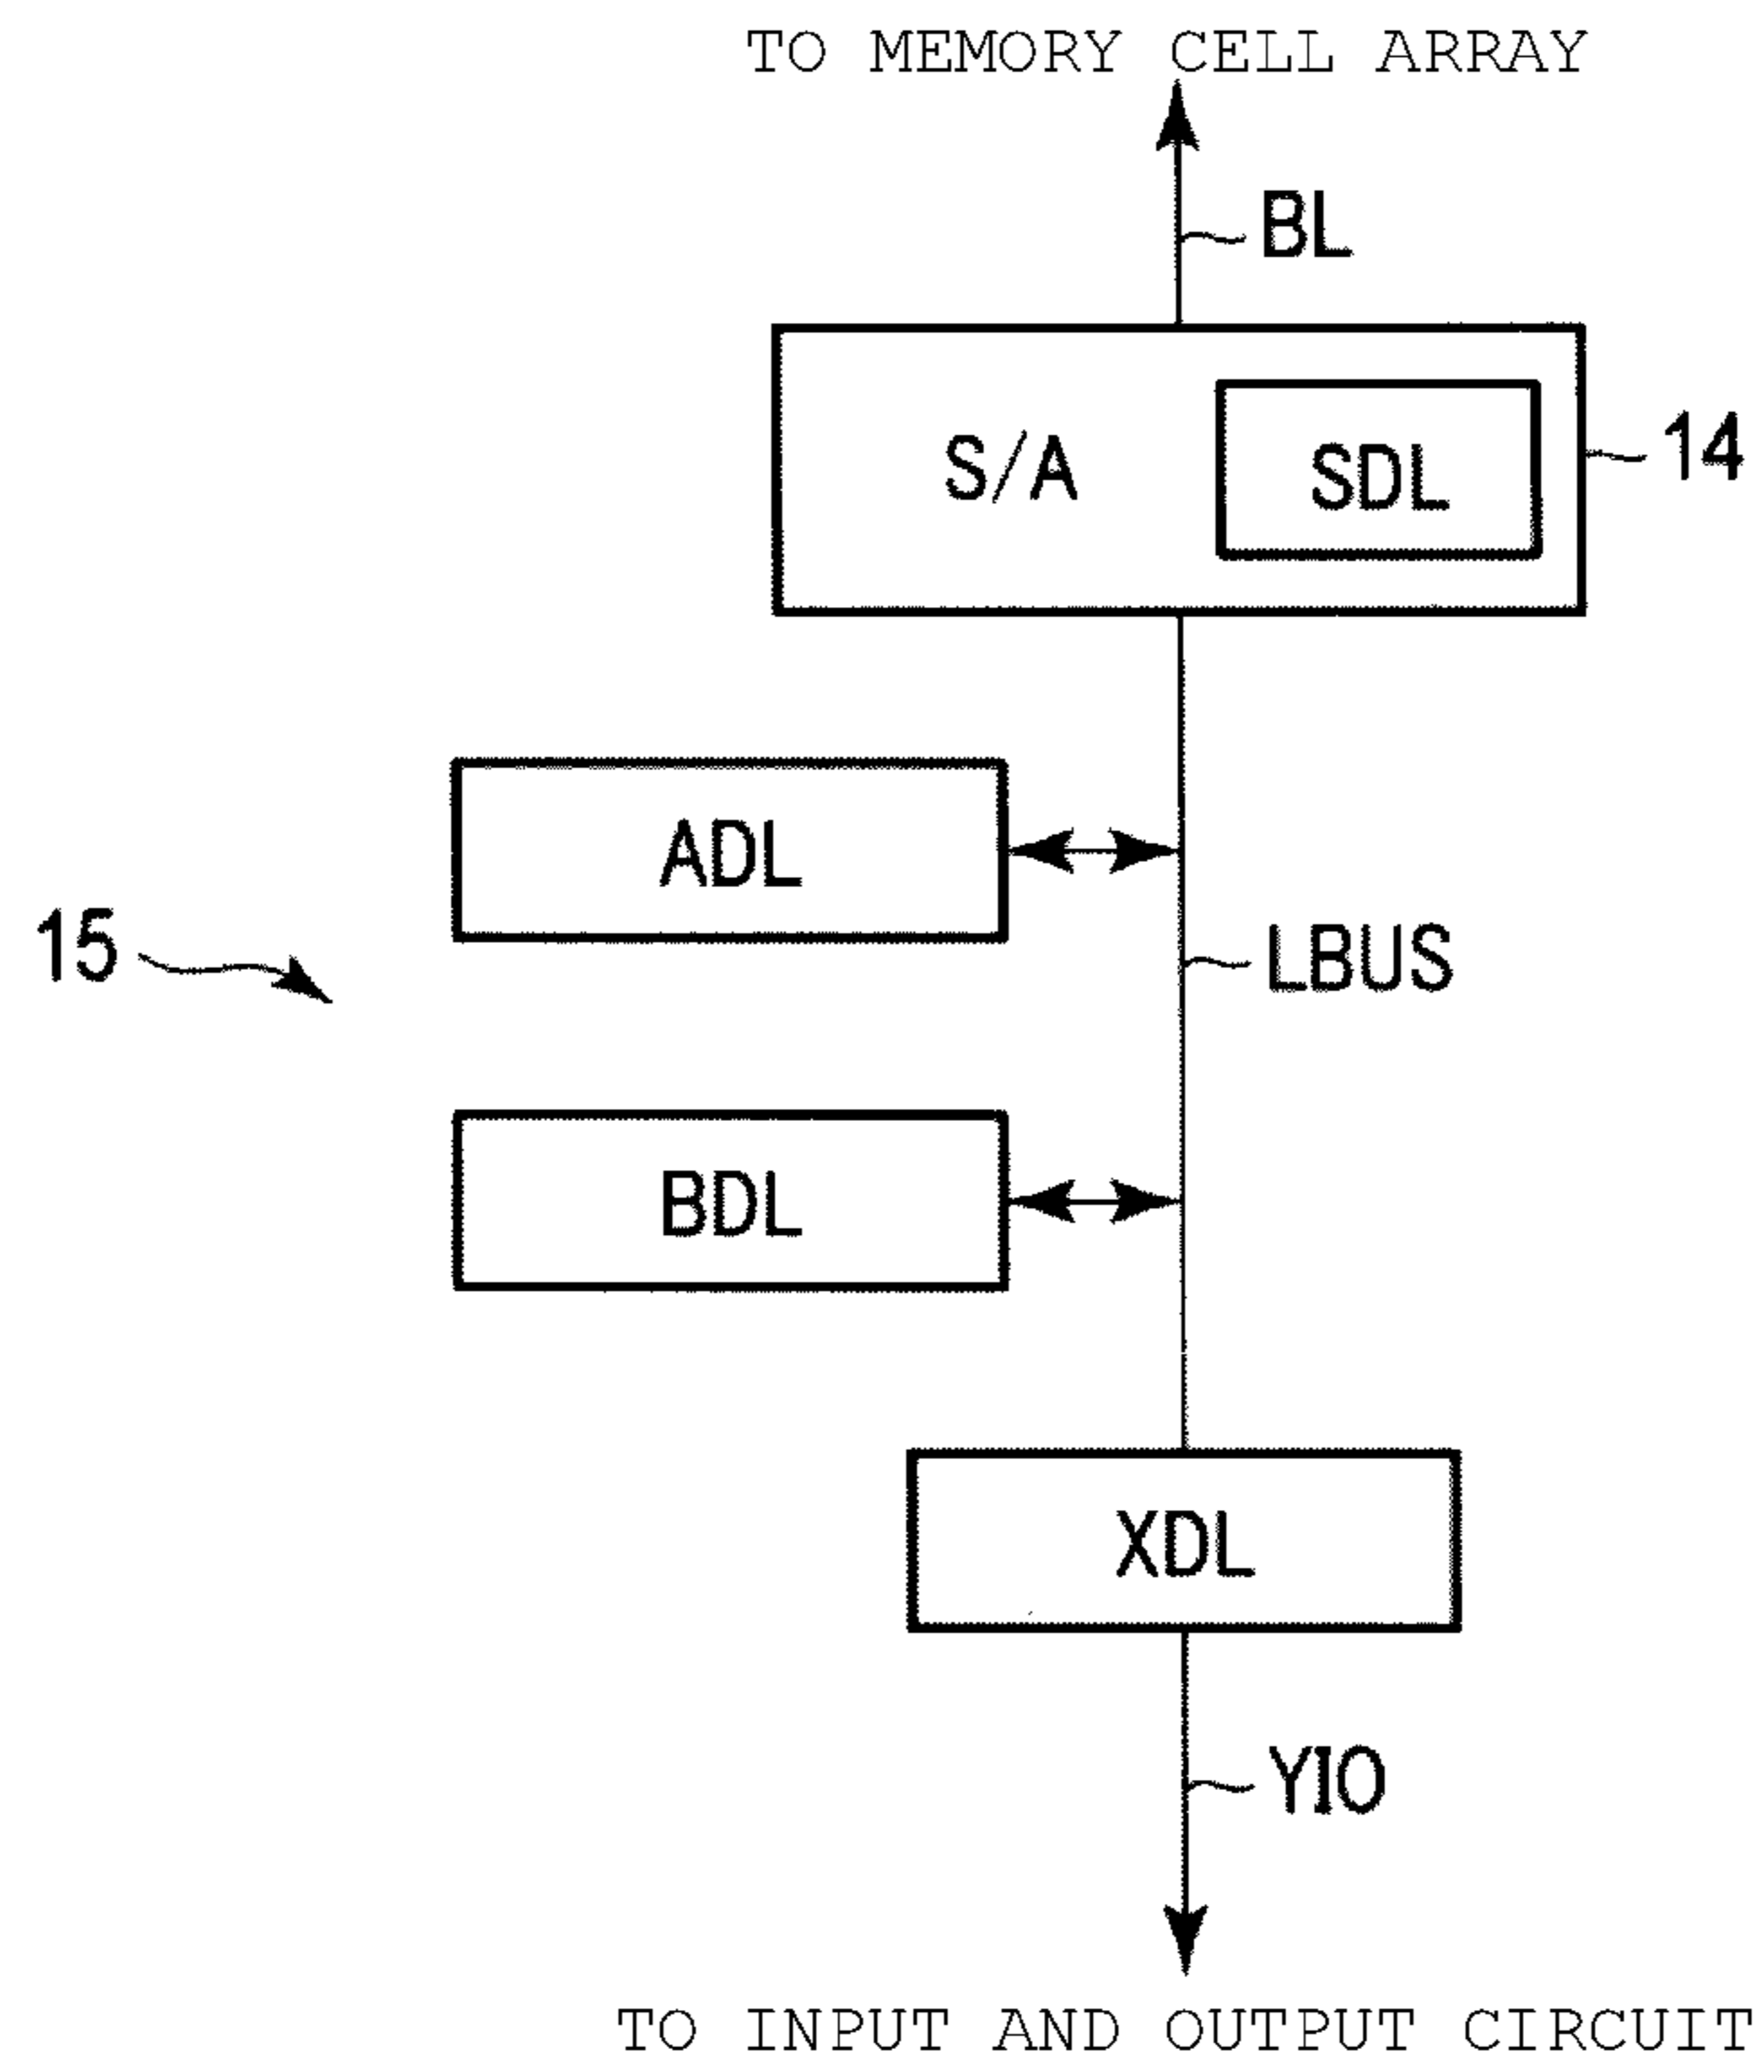 TO MEMORY CELL ARRAY
BL
S/A
SDL
14
ADL
15
LBUS
BDL
XDL
YIO
TO INPUT AND OUTPUT CIRCUIT